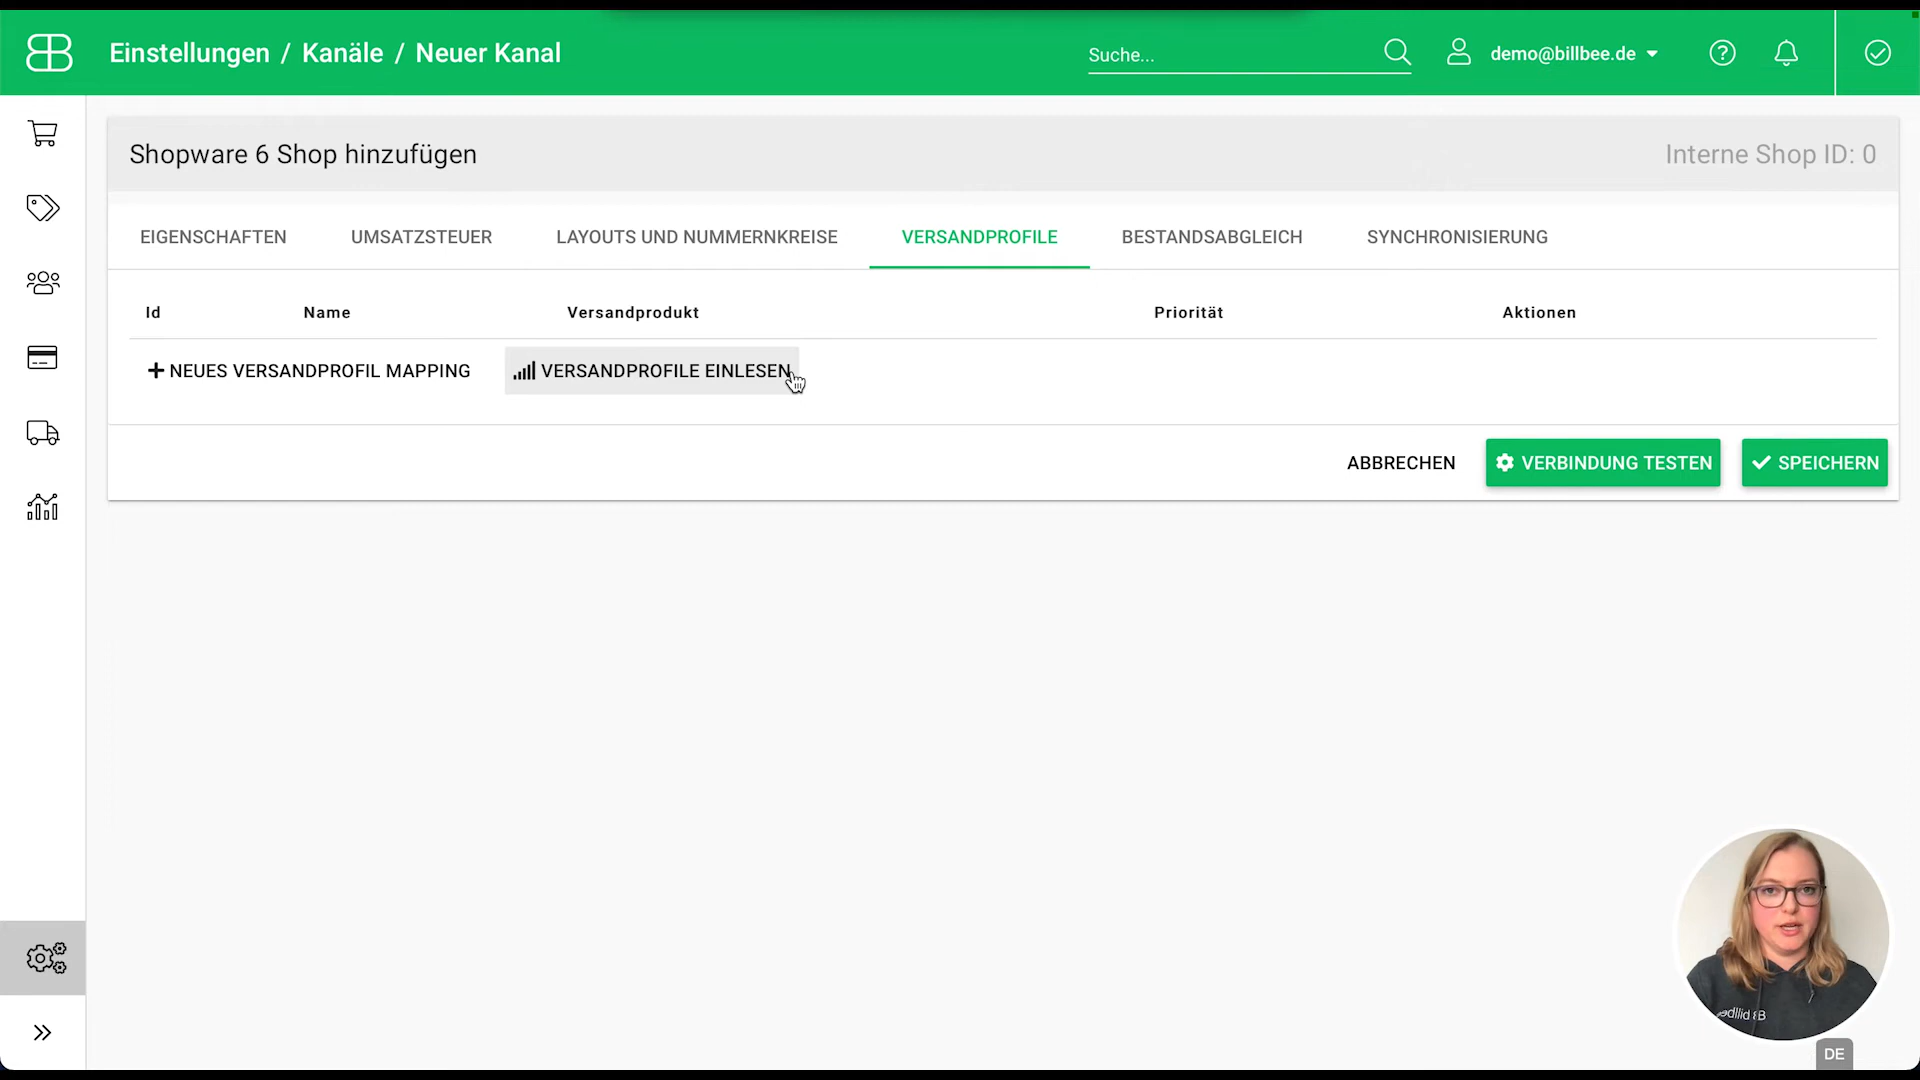 Einstellungen / Kanäle / Neuer Kanal
Suche...
demo@billbee.de
Shopware 6 Shop hinzufügen
Interne Shop ID: 0
EIGENSCHAFTEN UMSATZSTEUER LAYOUTS UND NUMMERNKREISE VERSANDPROFILE BESTANDSABGLEICH SYNCHRONISIERUNG
Id Name Versandprodukt Priorität Aktionen
NEUES VERSANDPROFIL MAPPING VERSANDPROFILE EINLESEN
ABBRECHEN VERBINDUNG TESTEN SPEICHERN
DE